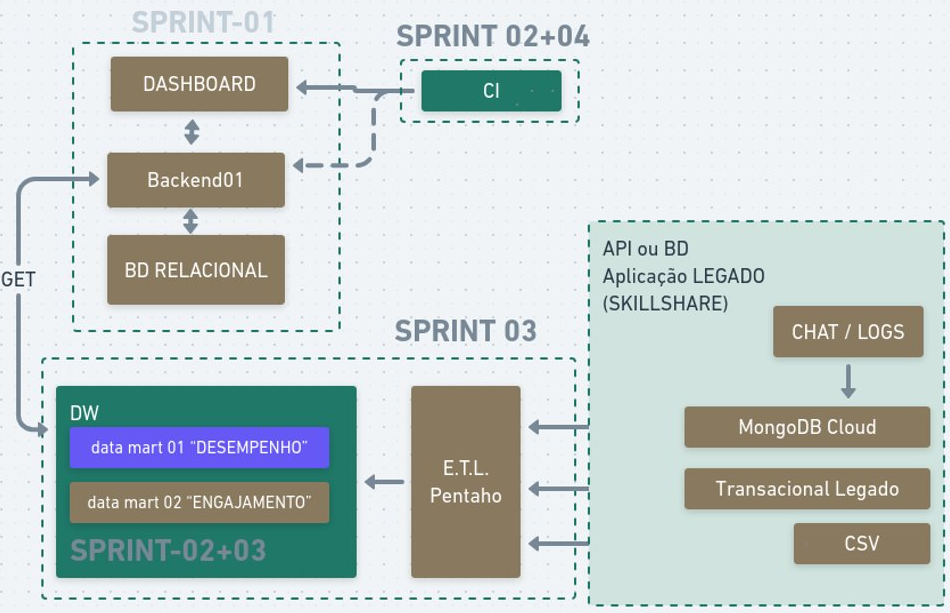 SPRINT-01
DASHBOARD
Backend01
BD RELACIONAL
SPRINT 02+04
CI
GET
SPRINT 03
DW
data mart 01 “DESEMPENHO”
data mart 02 “ENGAJAMENTO”
SPRINT-02+03
E.T.L.
Pentaho
API ou BD
Aplicação LEGADO
(SKILLSHARE)
CHAT / LOGS
MongoDB Cloud
Transacional Legado
CSV